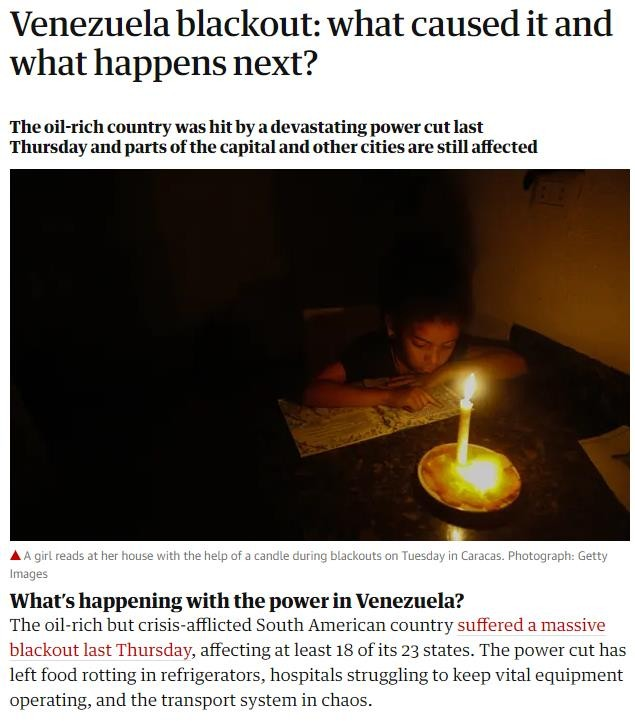 Venezuela blackout: what caused it and
what happens next?
The oil-rich country was hit by a devastating power cut last
Thursday and parts of the capital and other cities are still affected
A girl reads at her house with the help of a candle during blackouts on Tuesday in Caracas. Photograph: Getty
Images
What's happening with the power in Venezuela?
The oil-rich but crisis-afflicted South American country suffered a massive
blackout last Thursday, affecting at least 18 of its 23 states. The power cut has
left food rotting in refrigerators, hospitals struggling to keep vital equipment
operating, and the transport system in chaos.